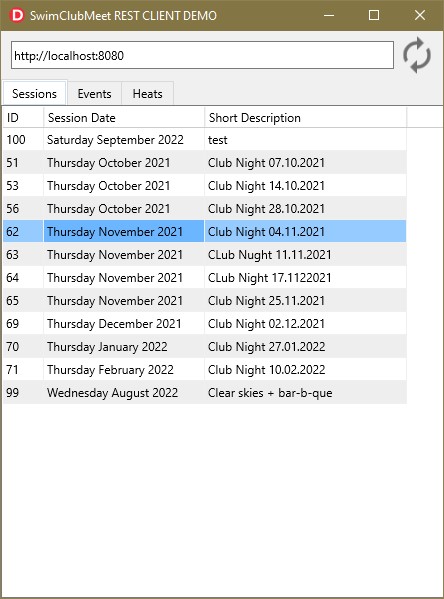 D SwimClubMeet REST CLIENT DEMO
http://localhost:8080
Sessions Events Heats
ID Session Date Short Description
100 Saturday September 2022 test
51 Thursday October 2021 Club Night 07.10.2021
53 Thursday October 2021 Club Night 14.10.2021
56 Thursday October 2021 Club Night 28.10.2021
62 Thursday November 2021 Club Night 04.11.2021
63 Thursday November 2021 CLub Nught 11.11.2021
64 Thursday November 2021 CLub Night 17.1122021
65 Thursday November 2021 Club Night 25.11.2021
69 Thursday December 2021 Club Night 02.12.2021
70 Thursday January 2022 Club Night 27.01.2022
71 Thursday February 2022 Club Night 10.02.2022
99 Wednesday August 2022 Clear skies + bar-b-que